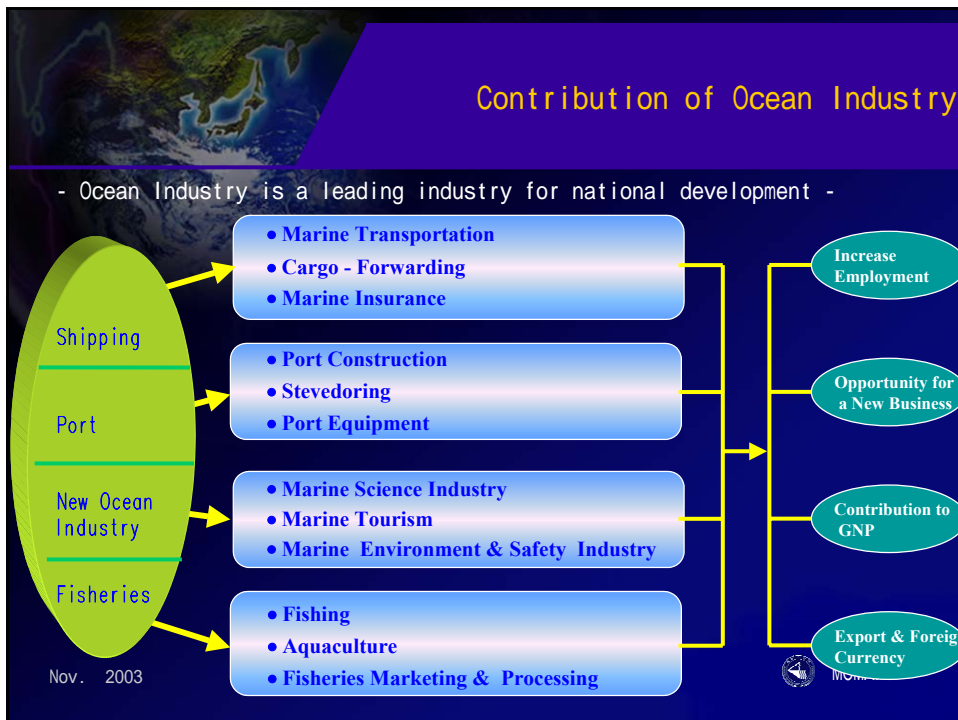 Contribution of Ocean Industry
- Ocean Industry is a leading industry for national development -
Shipping
Port
New Ocean
Industry
Fisheries
• Marine Transportation
• Cargo - Forwarding
• Marine Insurance
• Port Construction
• Stevedoring
• Port Equipment
• Marine Science Industry
• Marine Tourism
• Marine Environment & Safety Industry
• Fishing
• Aquaculture
• Fisheries Marketing & Processing
Increase
Employment
Opportunity for
a New Business
Contribution to
GNP
Export & Foreig
Currency
Nov. 2003